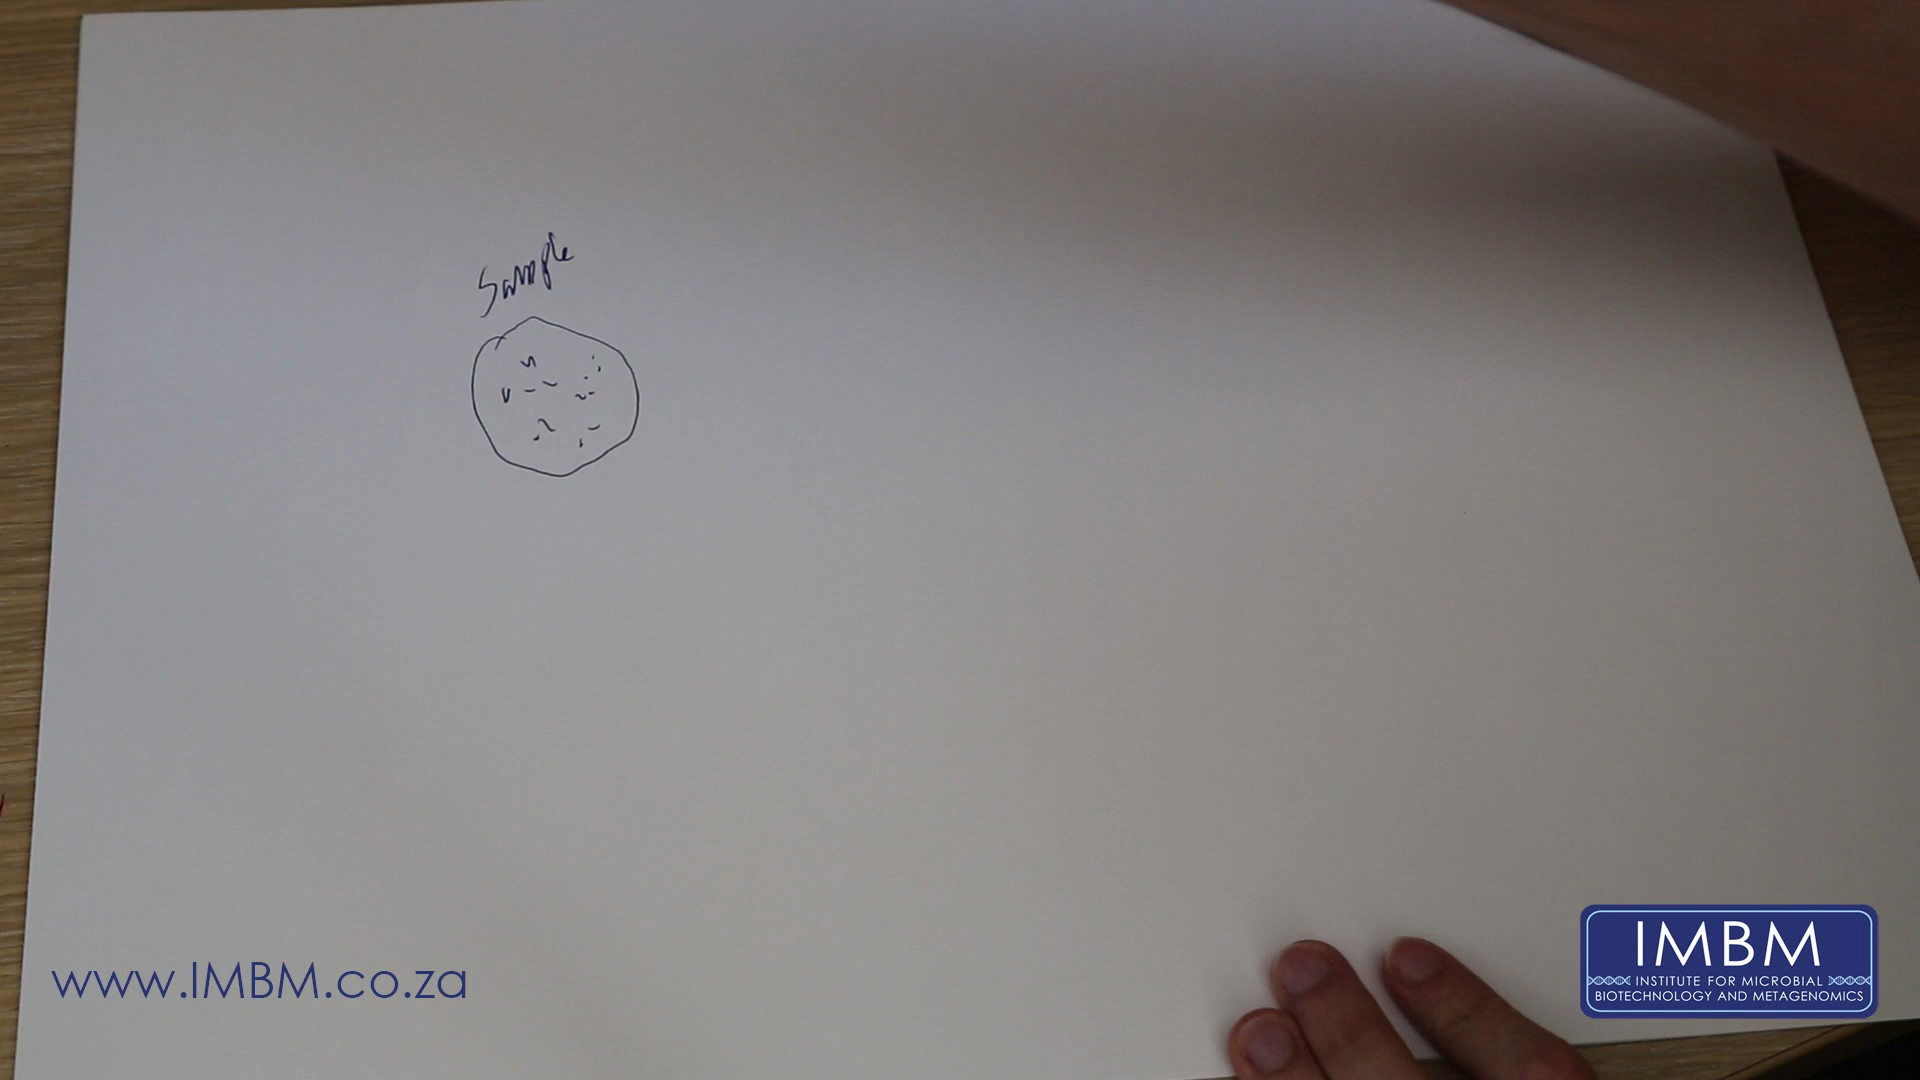 Sample
www.IMBM.co.za
IMBM
INSTITUTE FOR MICROBIAL
BIOTECHNOLOGY AND METAGENOMICS